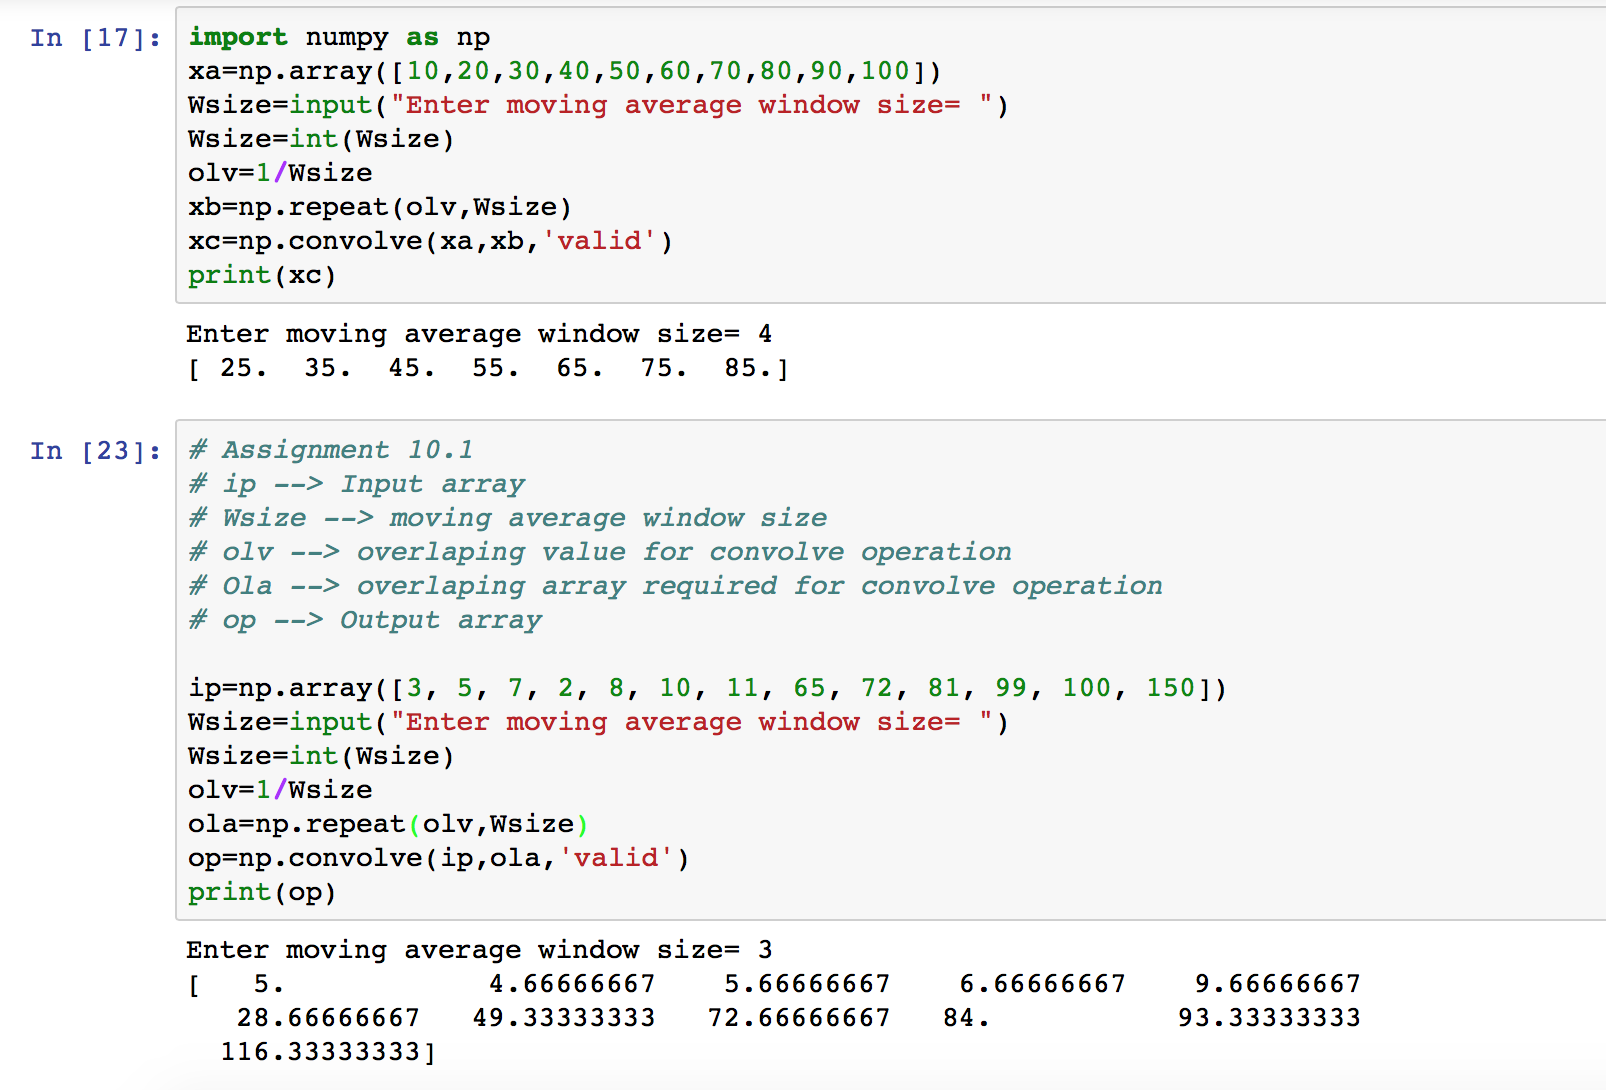 In [17]:
import numpy as np
xa=np.array([10,20,30,40,50,60,70,80,90,100])
Wsize=input("Enter moving average window size= ")
Wsize=int(Wsize)
olv=1/Wsize
xb=np.repeat(olv,Wsize)
xc=np.convolve(xa,xb,'valid')
print(xc)
Enter moving average window size= 4
[ 25.  35.  45.  55.  65.  75.  85.]
In [23]:
# Assignment 10.1
# ip --> Input array
# Wsize --> moving average window size
# olv --> overlaping value for convolve operation
# Ola --> overlaping array required for convolve operation
# op --> Output array
ip=np.array([3, 5, 7, 2, 8, 10, 11, 65, 72, 81, 99, 100, 150])
Wsize=input("Enter moving average window size= ")
Wsize=int(Wsize)
olv=1/Wsize
ola=np.repeat(olv,Wsize)
op=np.convolve(ip,ola,'valid')
print(op)
Enter moving average window size= 3
[   5.            4.66666667    5.66666667    6.66666667    9.66666667
   28.66666667   49.33333333   72.66666667   84.           93.33333333
  116.33333333]